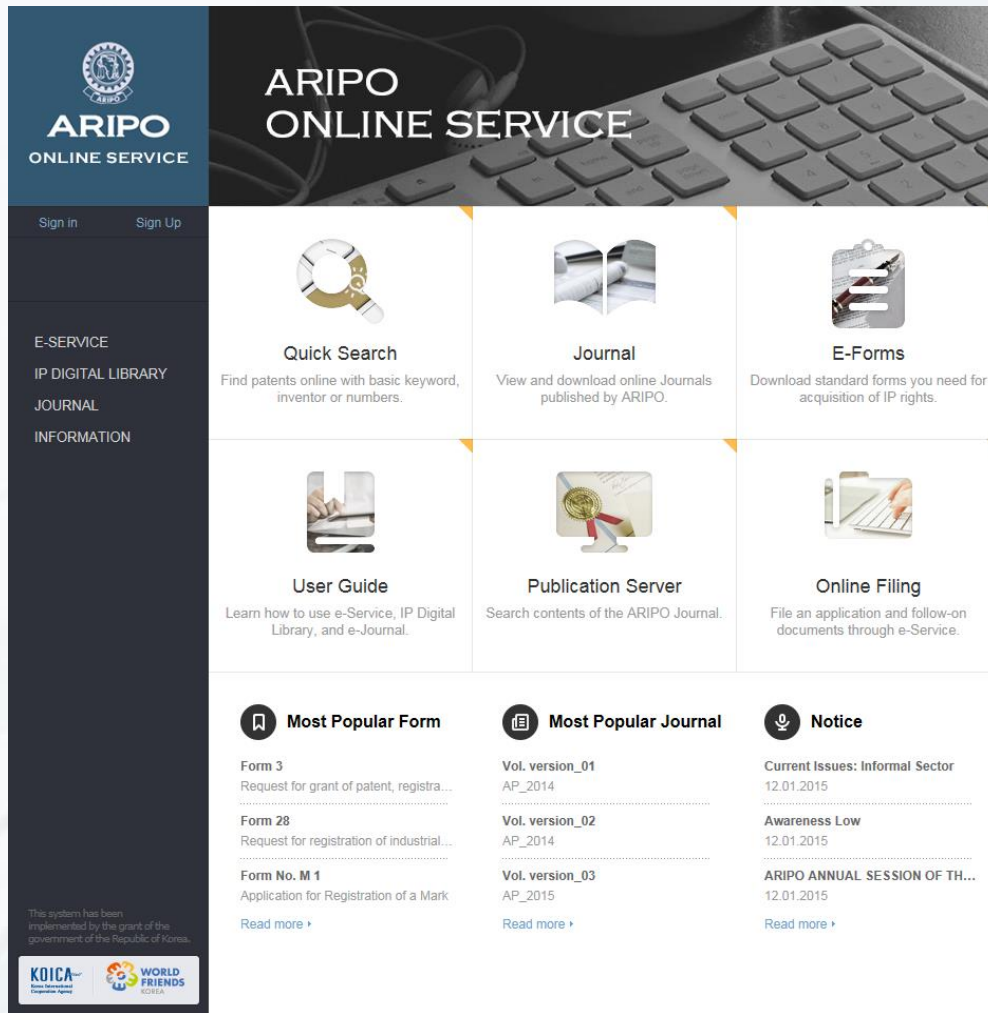 ARIPO
ARIPO
ONLINE SERVICE
Sign in
Sign Up
E-SERVICE
IP DIGITAL LIBRARY
JOURNAL
INFORMATION
This system has been
implemented by the grant of the
government of the Republic of Korea.
KOICA
Korea International
Cooperation Agency
WORLD
FRIENDS
KOREA
ARIPO
ONLINE SERVICE
Quick Search
Find patents online with basic keyword,
inventor or numbers.
Journal
View and download online Journals
published by ARIPO.
E-Forms
Download standard forms you need for
acquisition of IP rights.
User Guide
Learn how to use e-Service, IP Digital
Library, and e-Journal.
Publication Server
Search contents of the ARIPO Journal.
Online Filing
File an application and follow-on
documents through e-Service.
Most Popular Form
Form 3
Request for grant of patent, registra...
Form 28
Request for registration of industrial...
Form No. M 1
Application for Registration of a Mark
Read more
Most Popular Journal
Vol. version_01
AP_2014
Vol. version_02
AP_2014
Vol. version_03
AP_2015
Read more
Notice
Current Issues: Informal Sector
12.01.2015
Awareness Low
12.01.2015
ARIPO ANNUAL SESSION OF TH...
12.01.2015
Read more